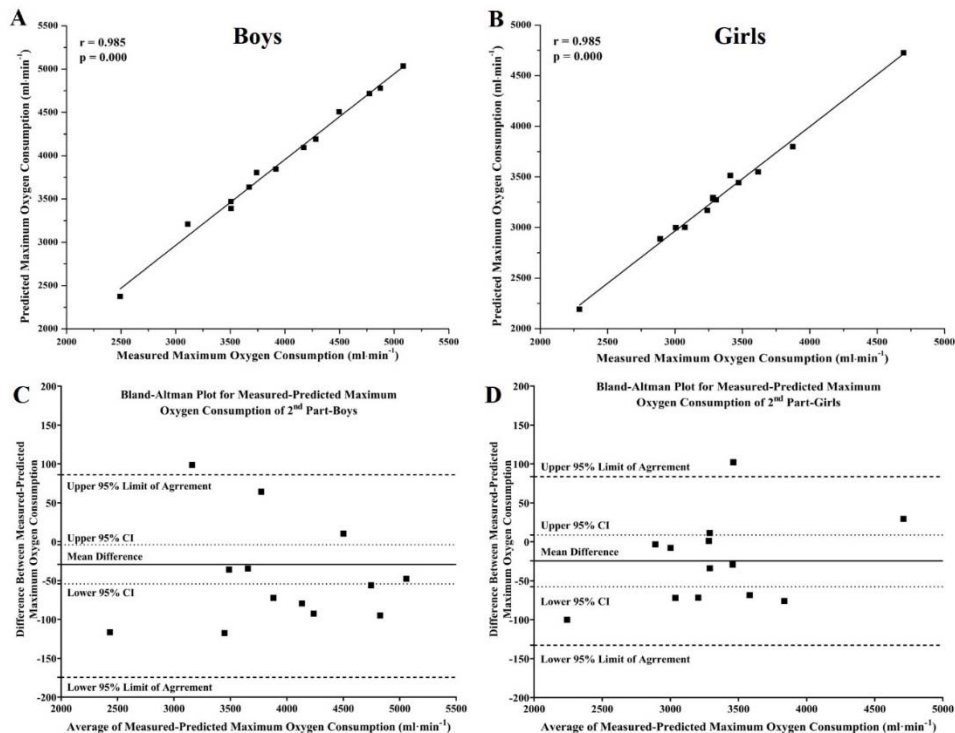 A
Boys
r = 0.985
p = 0.000
Predicted Maximum Oxygen Consumption (ml·min⁻¹)
5500
5000
4500
4000
3500
3000
2500
2000
2000 2500 3000 3500 4000 4500 5000 5500
Measured Maximum Oxygen Consumption (ml·min⁻¹)
B
Girls
r = 0.985
p = 0.000
Predicted Maximum Oxygen Consumption (ml·min⁻¹)
5000
4500
4000
3500
3000
2500
2000
2000 2500 3000 3500 4000 4500 5000
Measured Maximum Oxygen Consumption (ml·min⁻¹)
C
Bland-Altman Plot for Measured-Predicted Maximum
Oxygen Consumption of 2ⁿᵈ Part-Boys
Difference Between Measured-Predicted
Maximum Oxygen Consumption
200
150
100
50
0
-50
-100
-150
-200
Upper 95% Limit of Agrrement
Upper 95% CI
Mean Difference
Lower 95% CI
Lower 95% Limit of Agrrement
2000 2500 3000 3500 4000 4500 5000 5500
Average of Measured-Predicted Maximum Oxygen Consumption (ml·min⁻¹)
D
Bland-Altman Plot for Measured-Predicted Maximum
Oxygen Consumption of 2ⁿᵈ Part-Girls
Difference Between Measured-Predicted
Maximum Oxygen Consumption
200
150
100
50
0
-50
-100
-150
-200
Upper 95% Limit of Agrrement
Upper 95% CI
Mean Difference
Lower 95% CI
Lower 95% Limit of Agrrement
2000 2500 3000 3500 4000 4500 5000
Average of Measured-Predicted Maximum Oxygen Consumption (ml·min⁻¹)